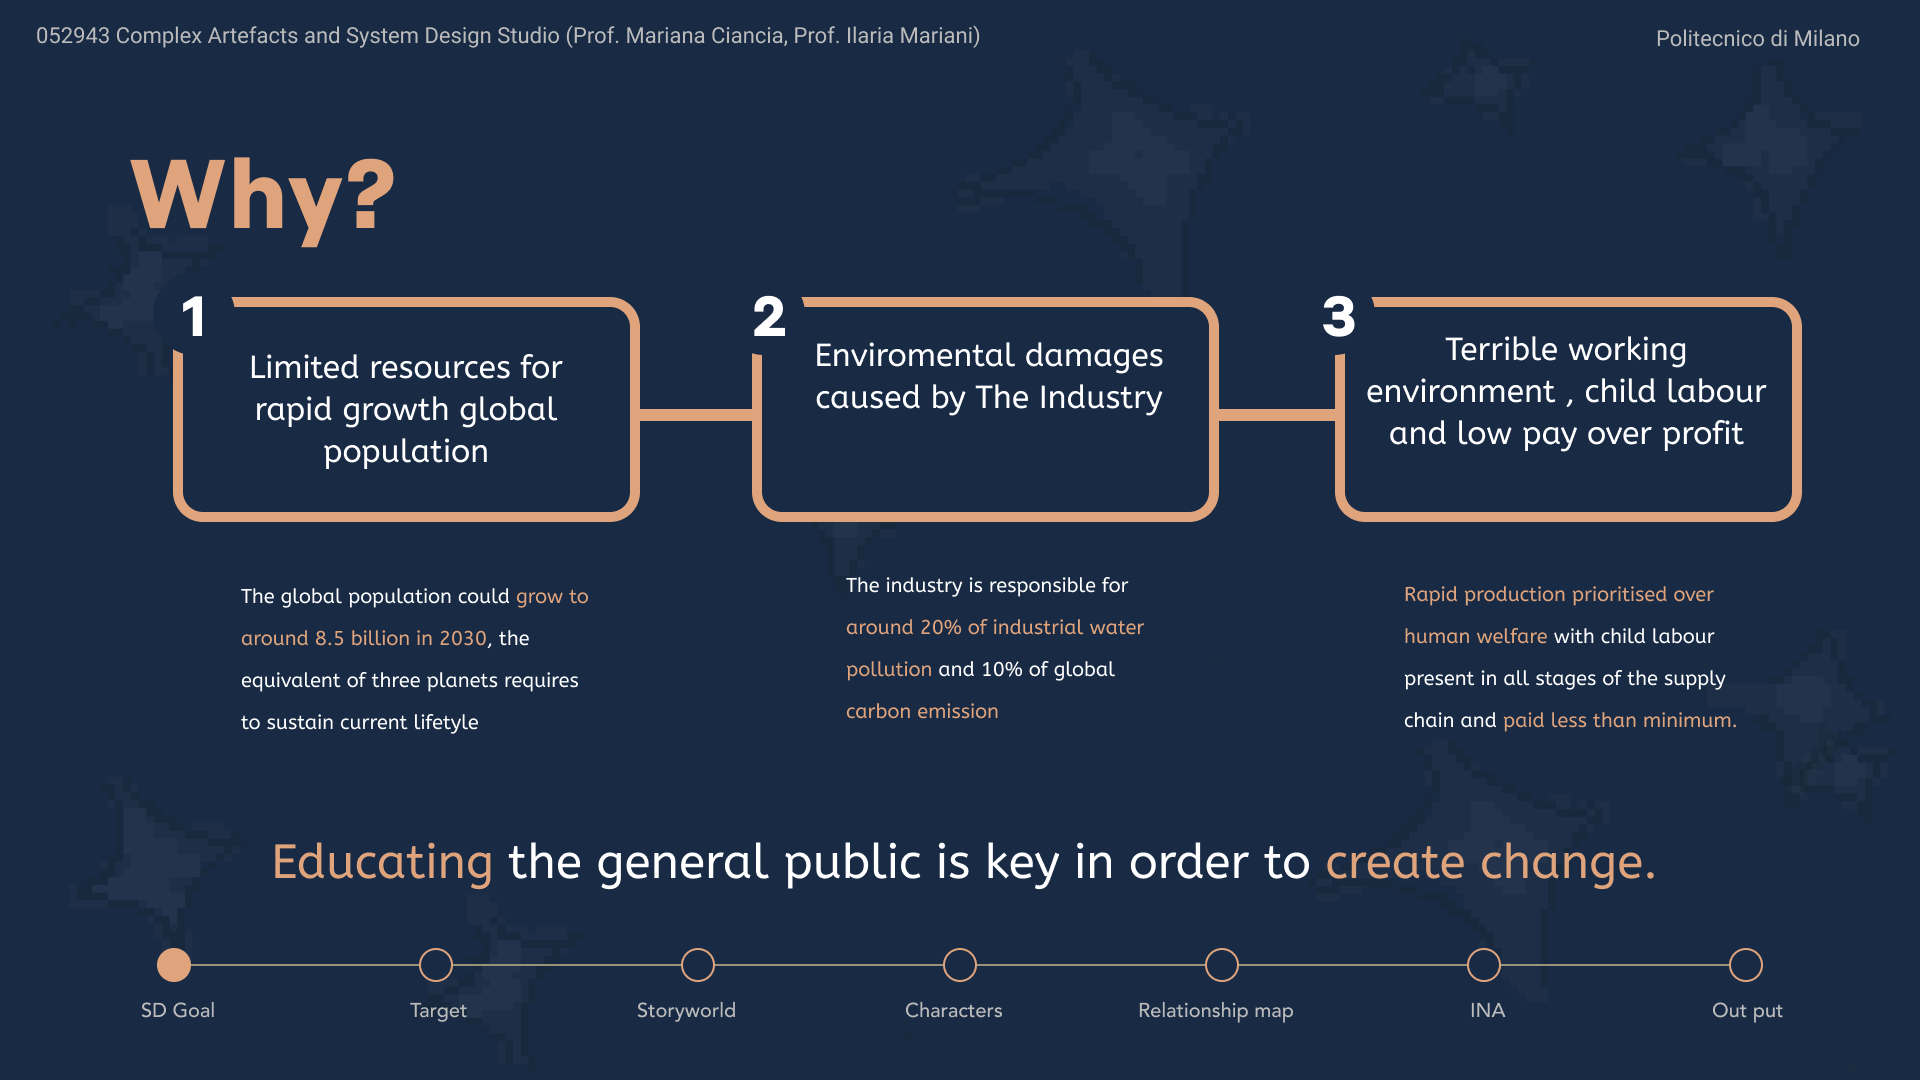 052943 Complex Artefacts and System Design Studio (Prof. Mariana Ciancia, Prof. Ilaria Mariani)
Politecnico di Milano
Why?
1
Limited resources for
rapid growth global
population
2
Enviromental damages
caused by The Industry
3
Terrible working
environment , child labour
and low pay over profit
The global population could grow to
around 8.5 billion in 2030, the
equivalent of three planets requires
to sustain current lifetyle
The industry is responsible for
around 20% of industrial water
pollution and 10% of global
carbon emission
Rapid production prioritised over
human welfare with child labour
present in all stages of the supply
chain and paid less than minimum.
Educating the general public is key in order to create change.
SD Goal
Target
Storyworld
Characters
Relationship map
INA
Out put